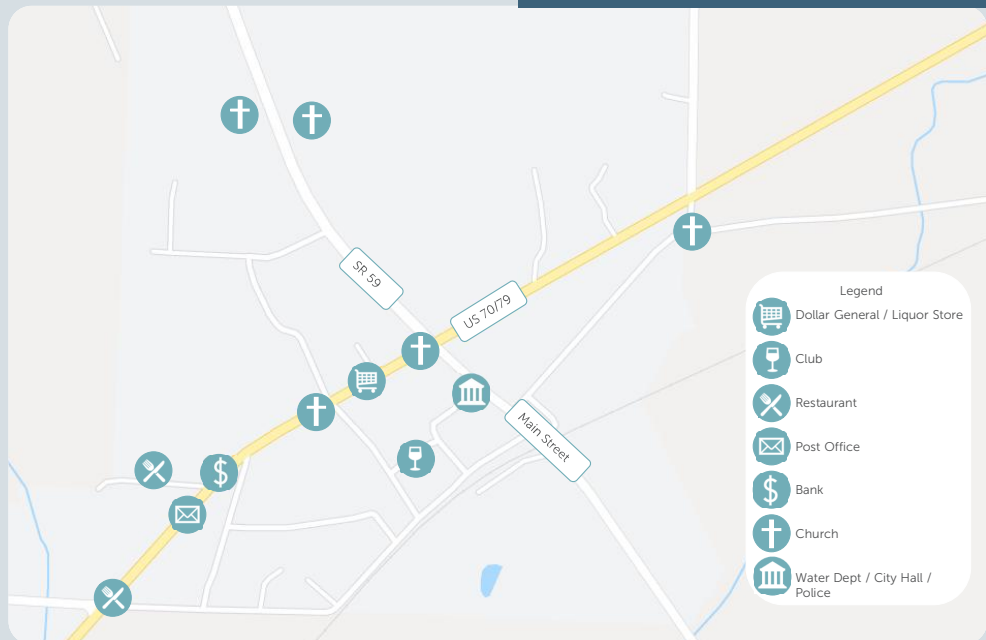 SR 59
US 70/79
Main Street
Legend
Dollar General / Liquor Store
Club
Restaurant
Post Office
Bank
Church
Water Dept / City Hall /
Police